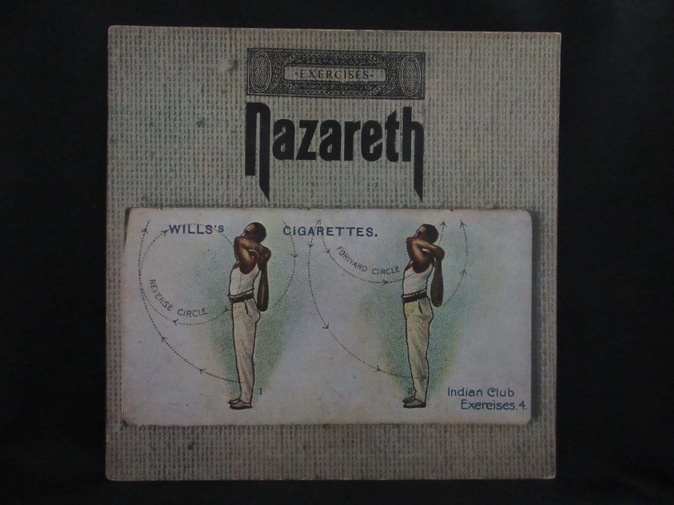 ·EXERCISES·
nazareth
WILLS's CIGARETTES.
REVERSE CIRCLE
FORWARD CIRCLE
1
2
Indian Club
Exercises. 4.